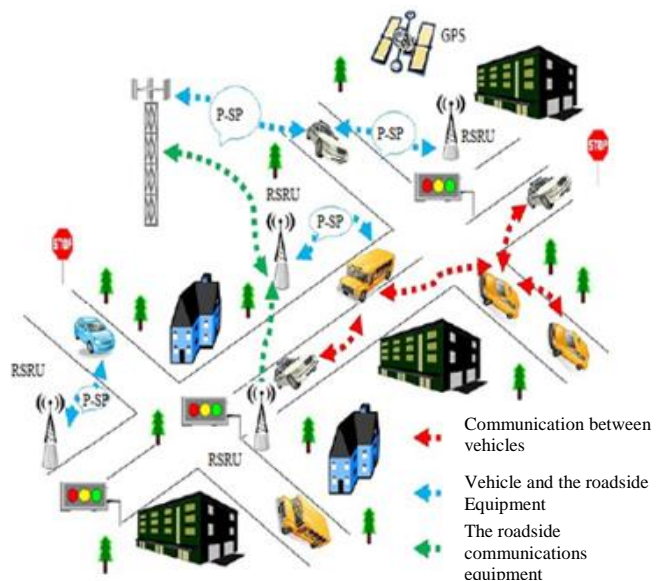 GPS
P-SP
P-SP
RSRU
STOP
RSRU
P-SP
STOP
RSRU
P-SP
RSRU
Communication between
vehicles
Vehicle and the roadside
Equipment
The roadside
communications
equipment